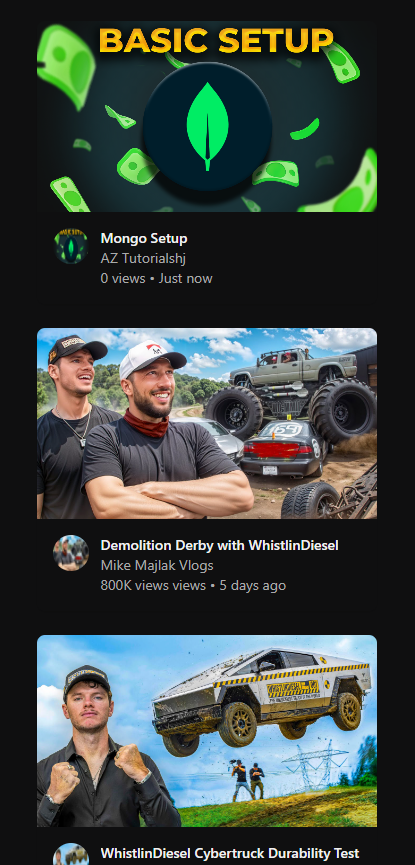 BASIC SETUP
Mongo Setup
AZ Tutorialshj
0 views • Just now
69
Demolition Derby with WhistlinDiesel
Mike Majlak Vlogs
800K views views • 5 days ago
WhistlinDiesel Cybertruck Durability Test